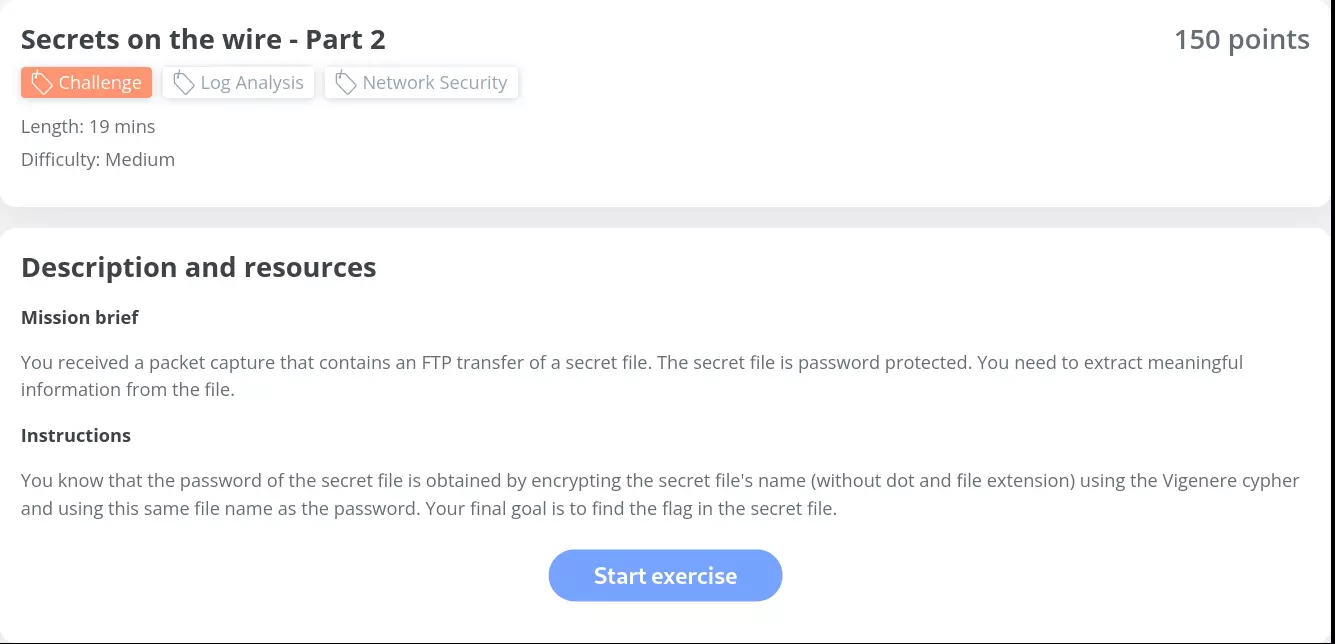 Secrets on the wire - Part 2
150 points
Challenge
Log Analysis
Network Security
Length: 19 mins
Difficulty: Medium
Description and resources
Mission brief
You received a packet capture that contains an FTP transfer of a secret file. The secret file is password protected. You need to extract meaningful
information from the file.
Instructions
You know that the password of the secret file is obtained by encrypting the secret file's name (without dot and file extension) using the Vigenere cypher
and using this same file name as the password. Your final goal is to find the flag in the secret file.
Start exercise